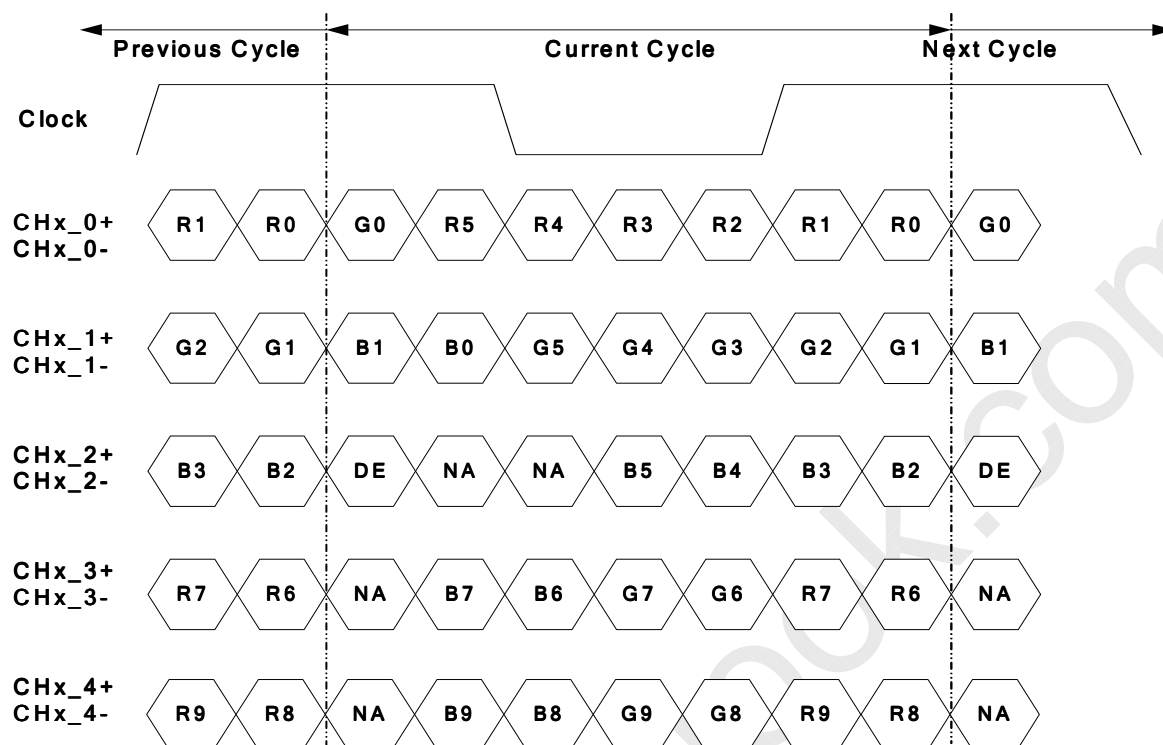 Previous Cycle Current Cycle Next Cycle
Clock
CHx_0+
CHx_0-
R1 R0 G0 R5 R4 R3 R2 R1 R0 G0
CHx_1+
CHx_1-
G2 G1 B1 B0 G5 G4 G3 G2 G1 B1
CHx_2+
CHx_2-
B3 B2 DE NA NA B5 B4 B3 B2 DE
CHx_3+
CHx_3-
R7 R6 NA B7 B6 G7 G6 R7 R6 NA
CHx_4+
CHx_4-
R9 R8 NA B9 B8 G9 G8 R9 R8 NA